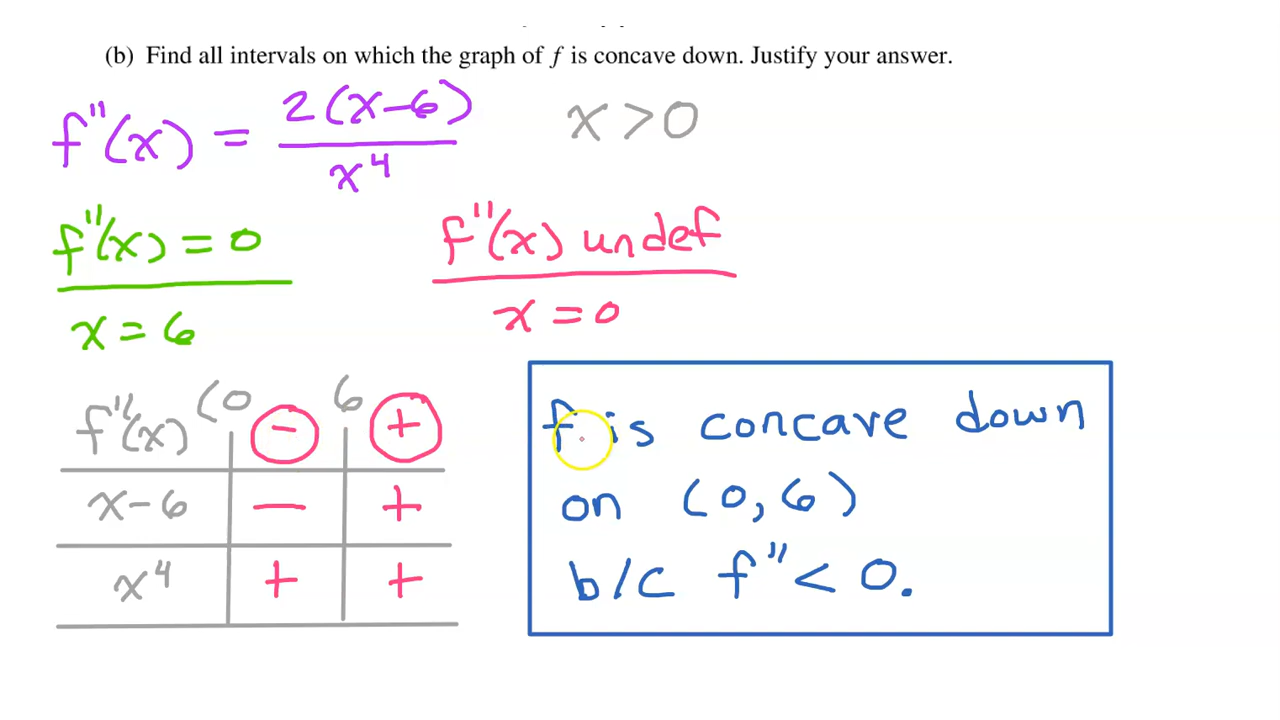 (b) Find all intervals on which the graph of f is concave down. Justify your answer.
f''(x) = 2(x-6)/x⁴
x > 0
f''(x) = 0
x = 6
f''(x) undef
x = 0
f''(x) (0 − 6 +
x-6 − +
x⁴ + +
f is concave down
on (0, 6)
b/c f'' < 0.